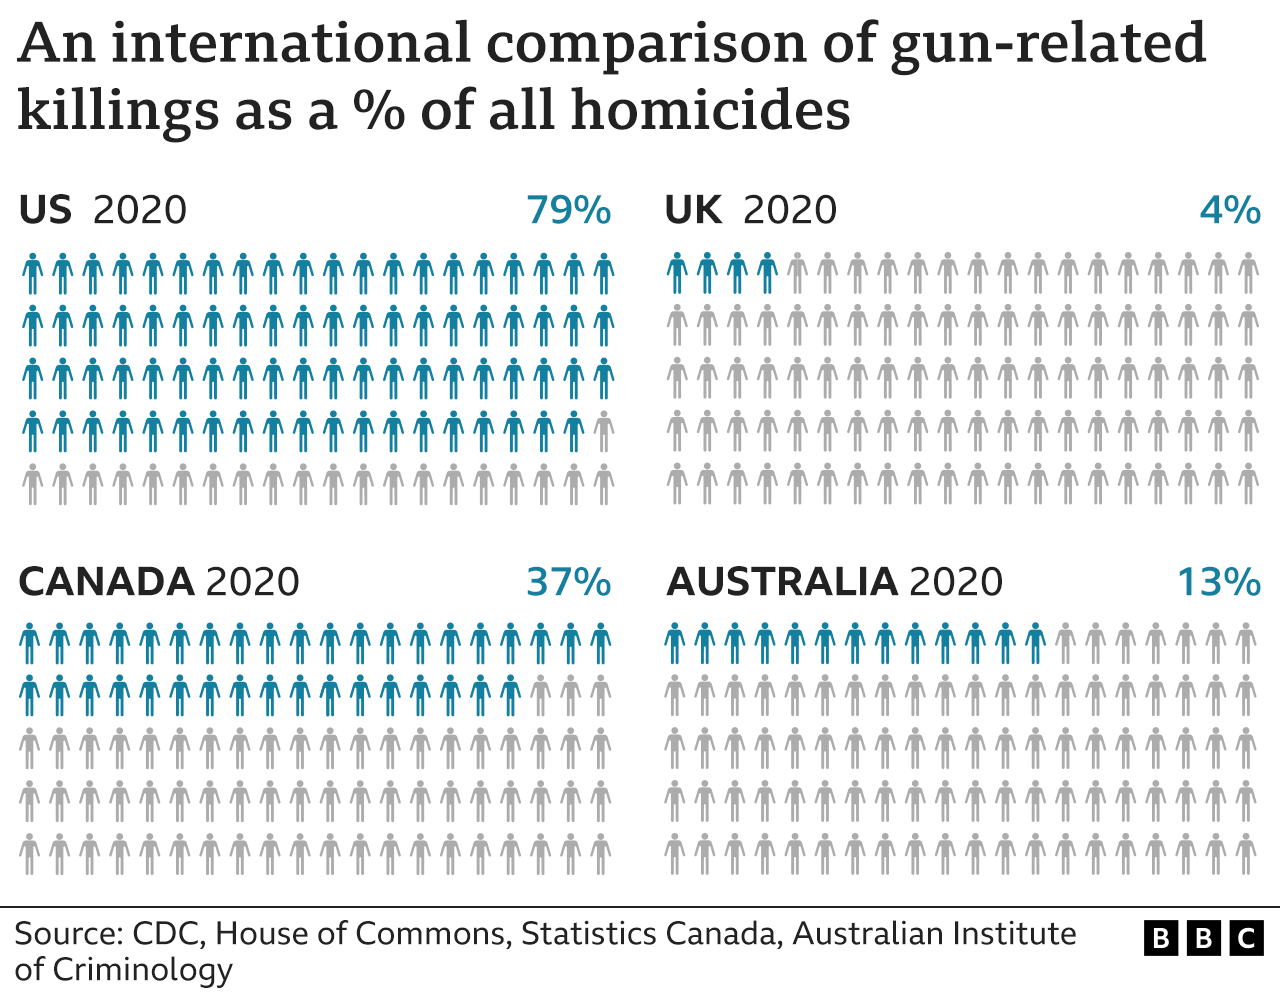 An international comparison of gun-related
killings as a % of all homicides
US 2020 79%
UK 2020 4%
CANADA 2020 37%
AUSTRALIA 2020 13%
Source: CDC, House of Commons, Statistics Canada, Australian Institute
of Criminology
BBC